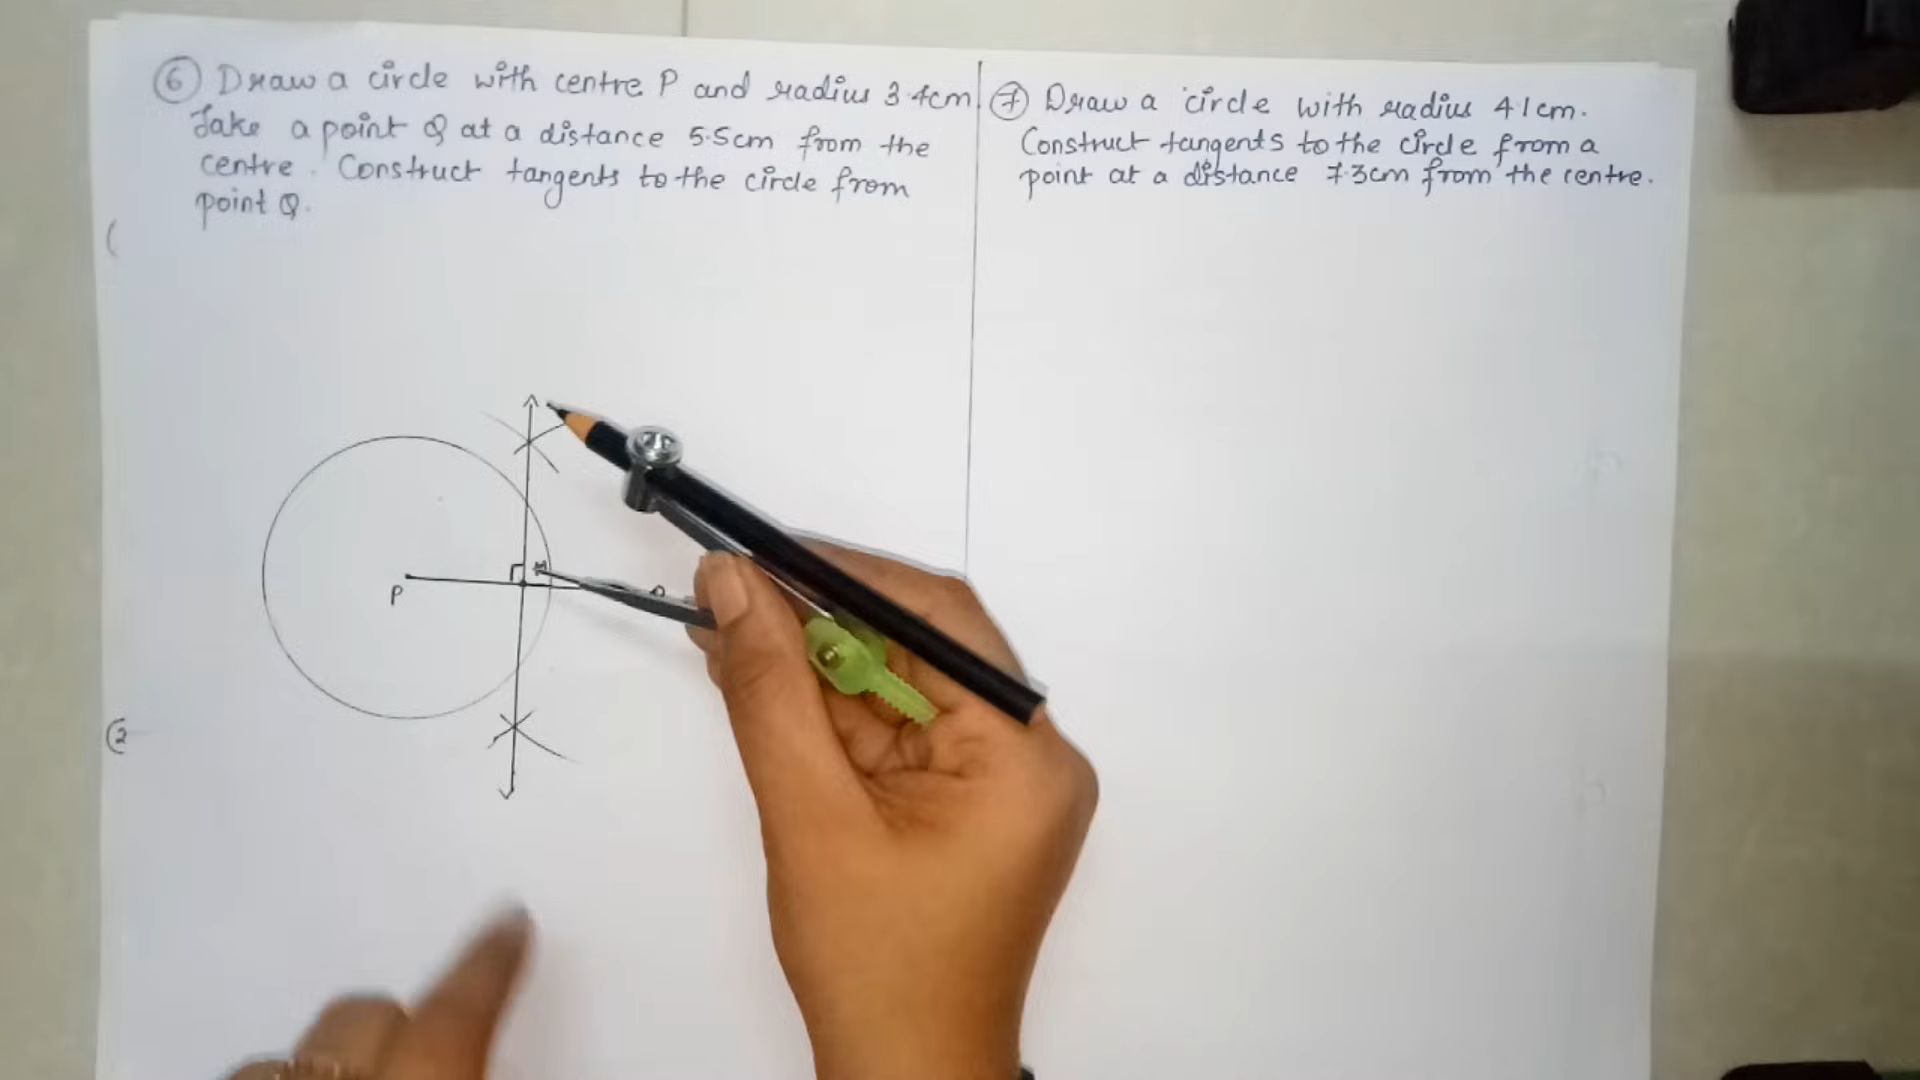 ⑥ Draw a circle with centre P and radius 3.4cm
Take a point Q at a distance 5.5cm from the
centre. Construct tangents to the circle from
point Q.
⑦ Draw a circle with radius 4.1cm.
Construct tangents to the circle from a
point at a distance 7.3cm from the centre.
P
M
②